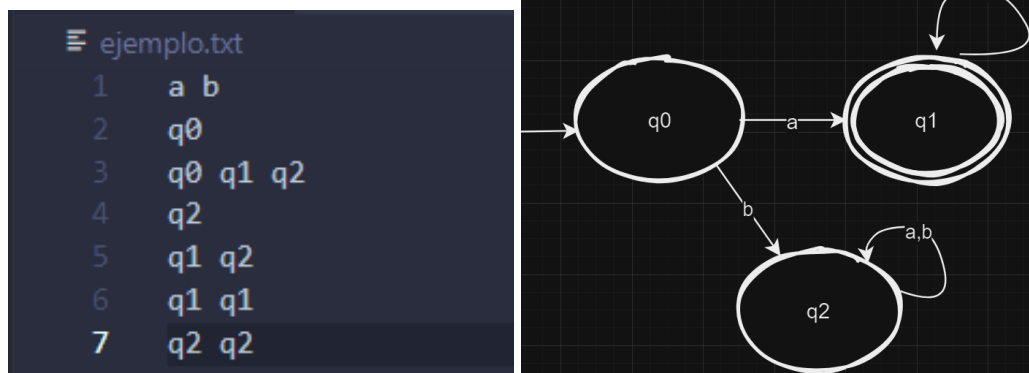 ejemplo.txt
1 a b
2 q0
3 q0 q1 q2
4 q2
5 q1 q2
6 q1 q1
7 q2 q2
q0
a
q1
b
a,b
q2